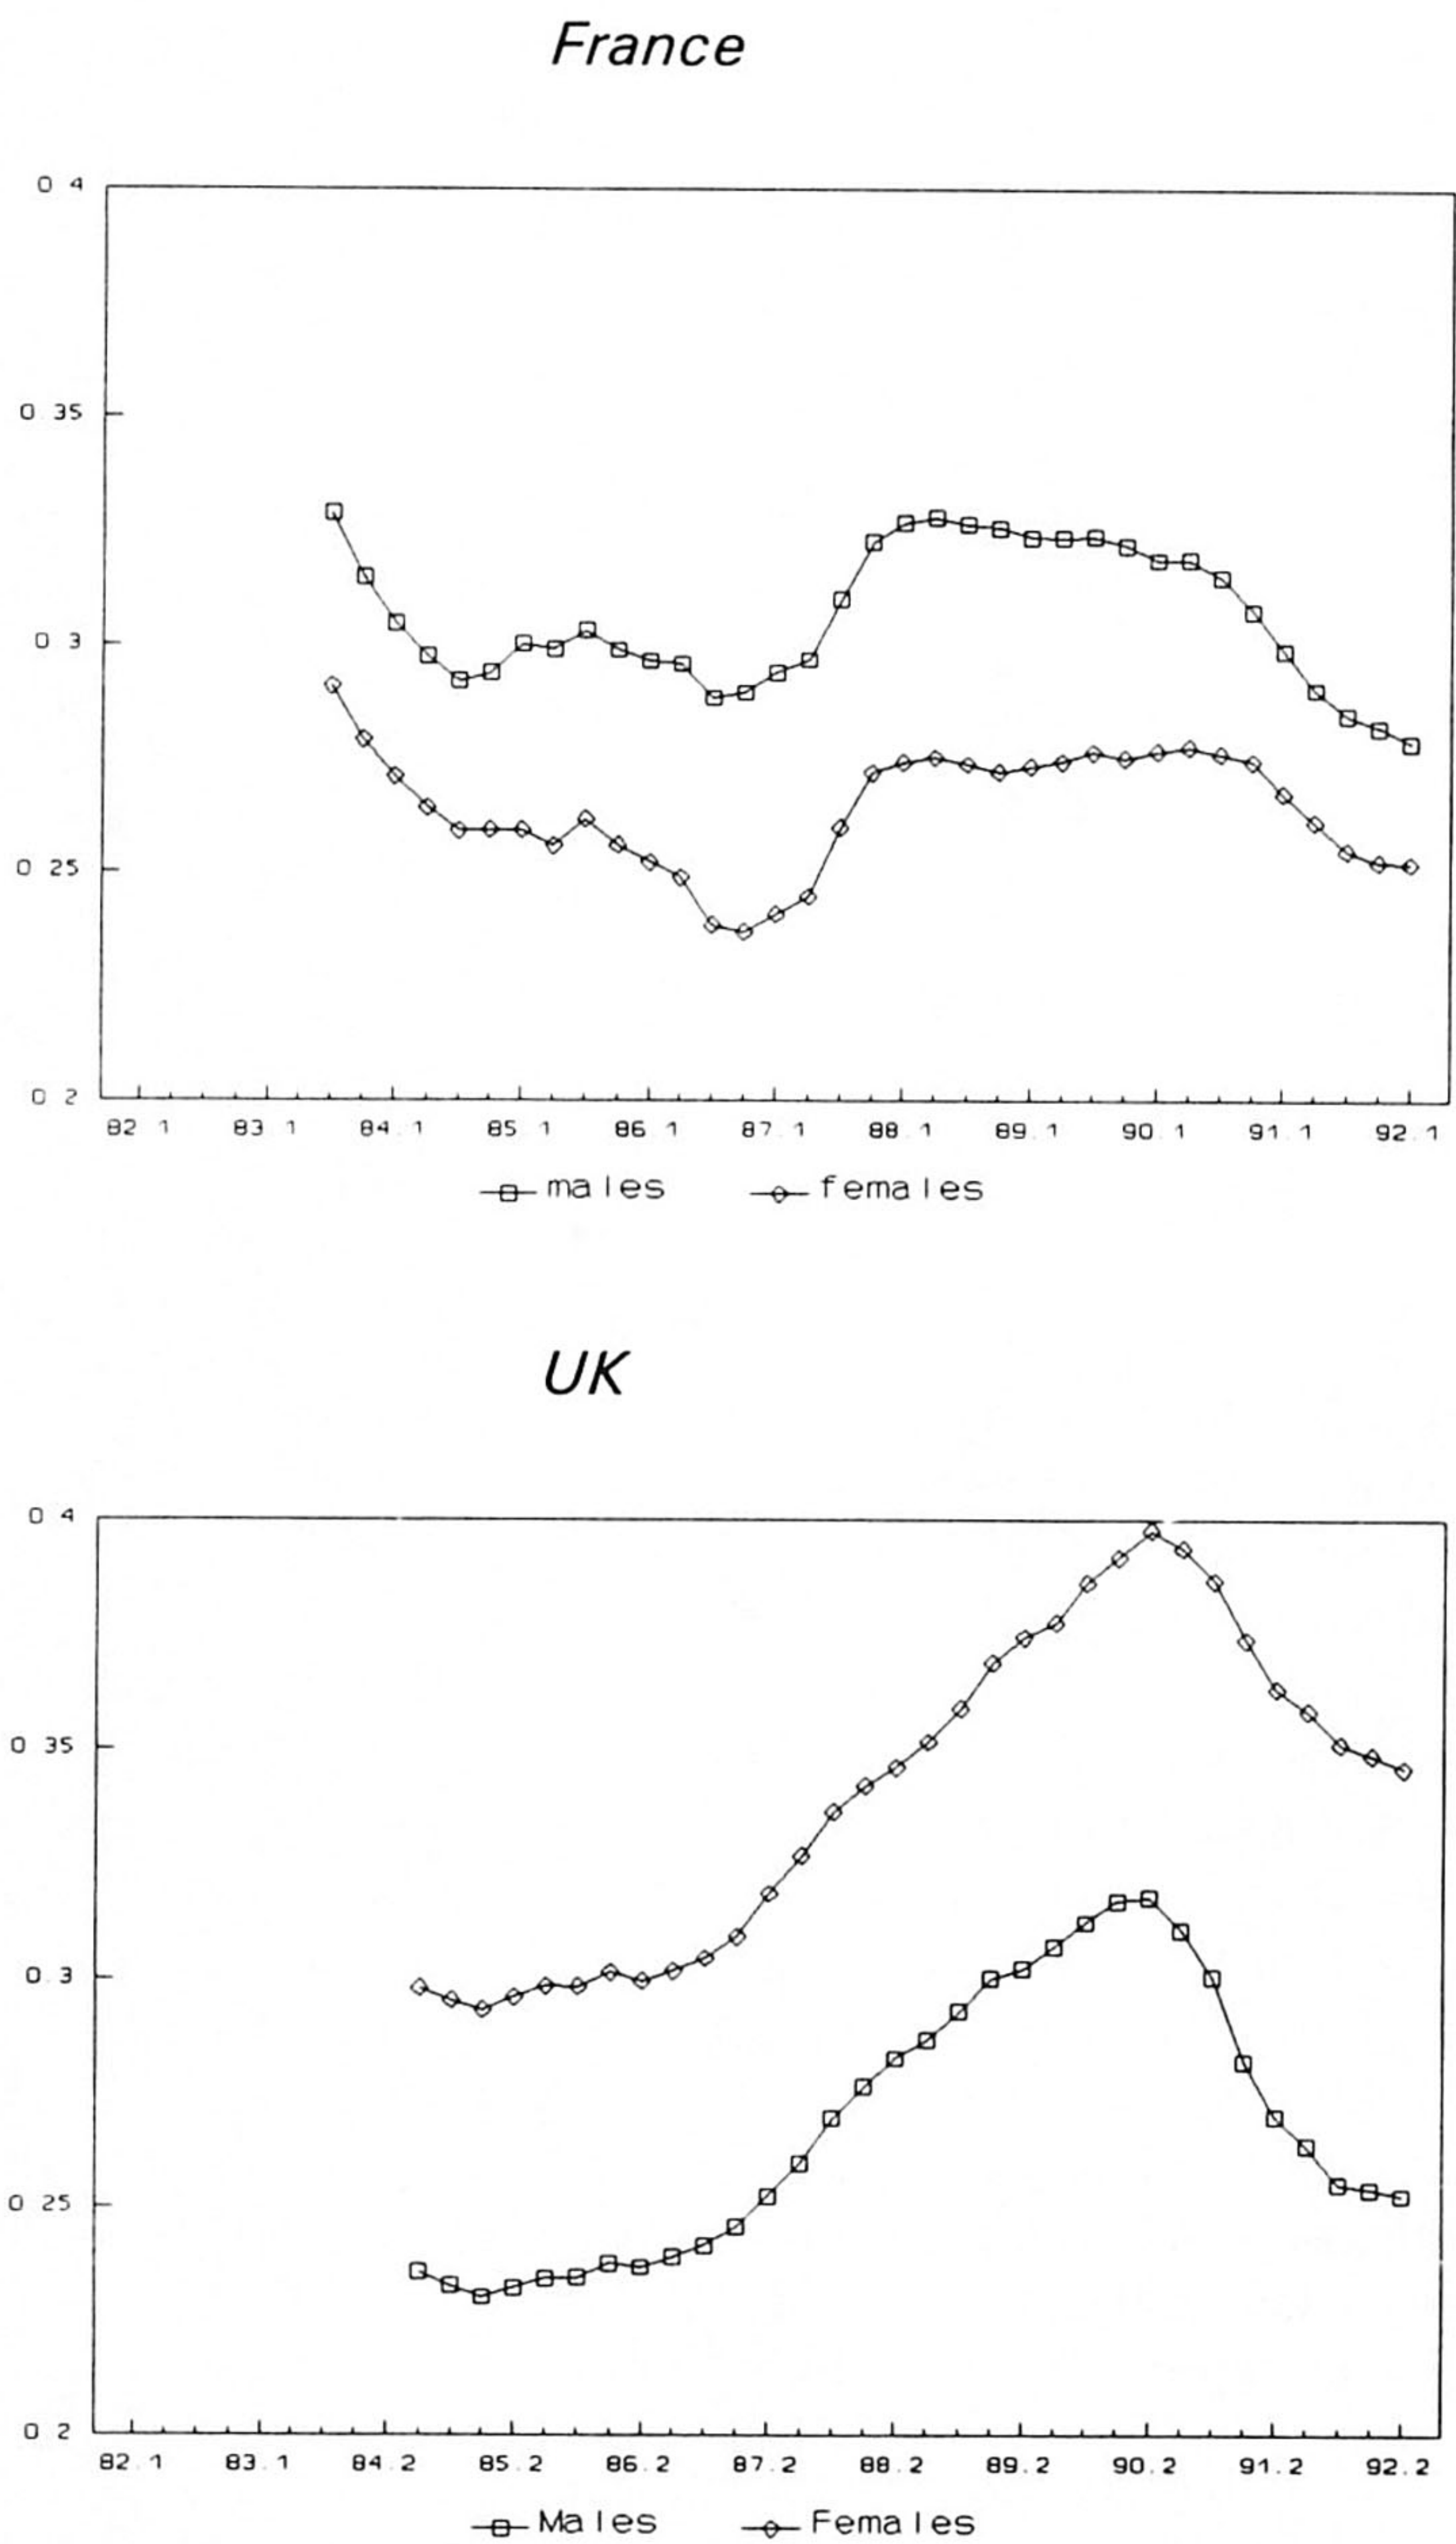 France
0 4
0 35
0 3
0 25
0 2
82 1 83 1 84.1 85.1 86.1 87.1 88.1 89.1 90.1 91.1 92.1
males females
UK
0 4
0 35
0.3
0 25
0.2
82.1 83.1 84.2 85.2 86.2 87.2 88.2 89.2 90.2 91.2 92.2
Males Females